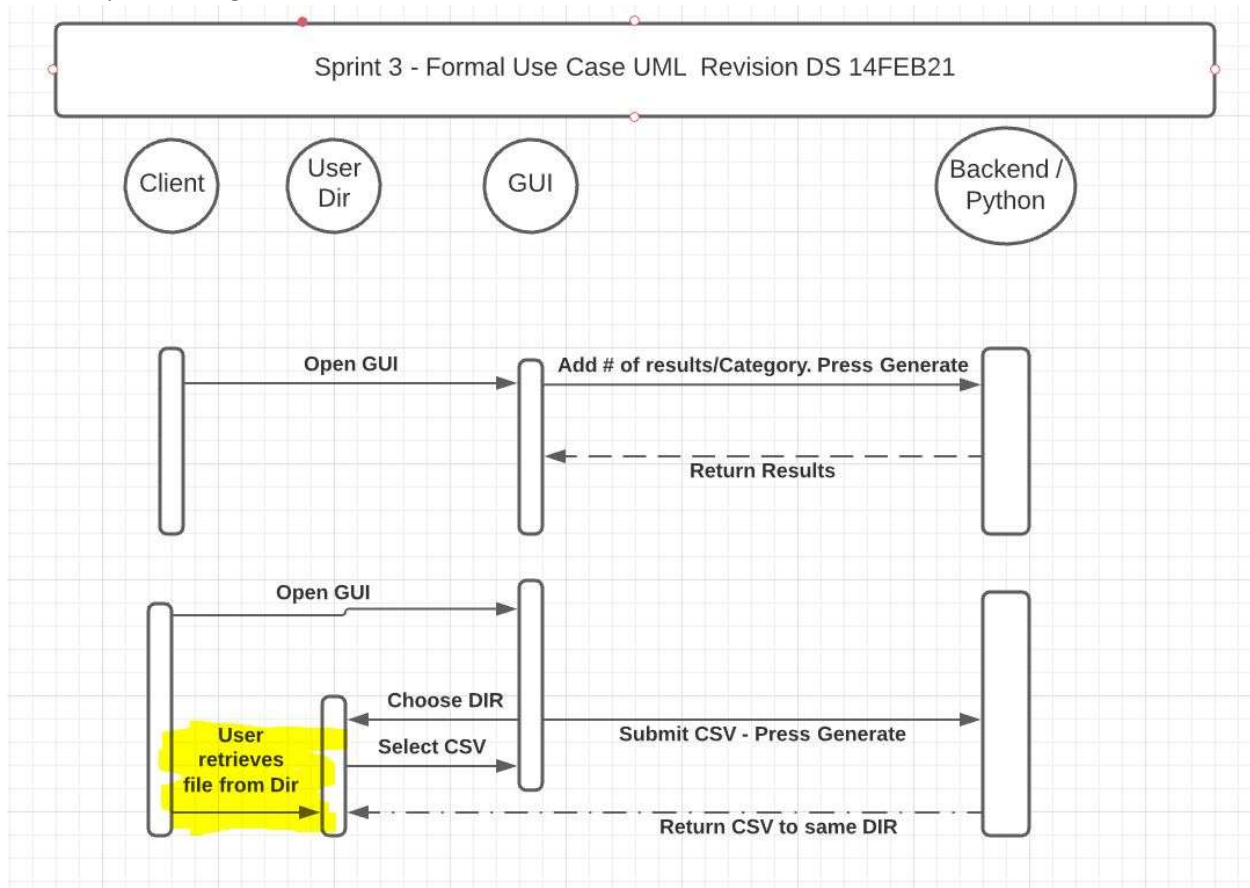 Sprint 3 - Formal Use Case UML Revision DS 14FEB21
Client
User
Dir
GUI
Backend /
Python
Open GUI
Add # of results/Category. Press Generate
Return Results
Open GUI
Choose DIR
Submit CSV - Press Generate
User
retrieves
file from Dir
Select CSV
Return CSV to same DIR